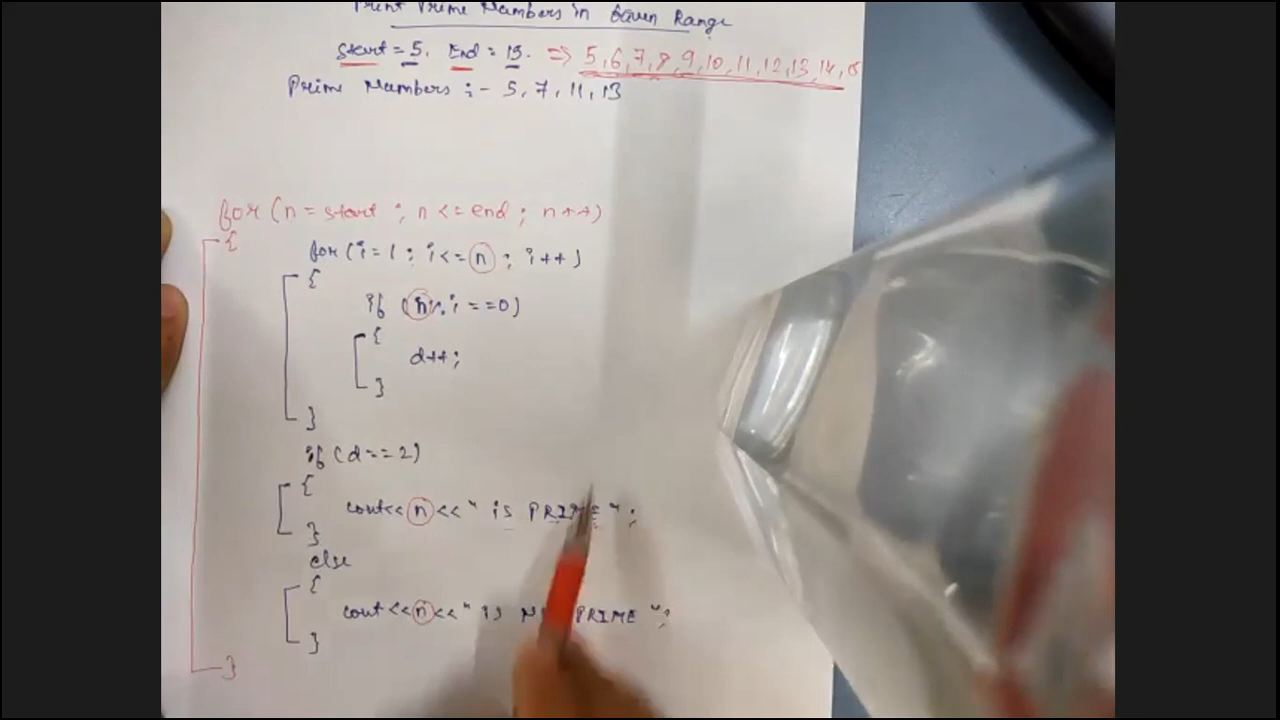 Print Prime Numbers in Given Range
Start = 5, End = 15. => 5,6,7,8,9,10,11,12,13,14,15
Prime Numbers :- 5, 7, 11, 13
for(n = start ; n <= end ; n++)
{
for(i=1 ; i<=n ; i++)
{
if (n%i ==0)
{
d++;
}
}
if (d==2)
{
cout<< n <<" is PRIME ";
}
else
{
cout<<n<<" is PRIME ";
}
}